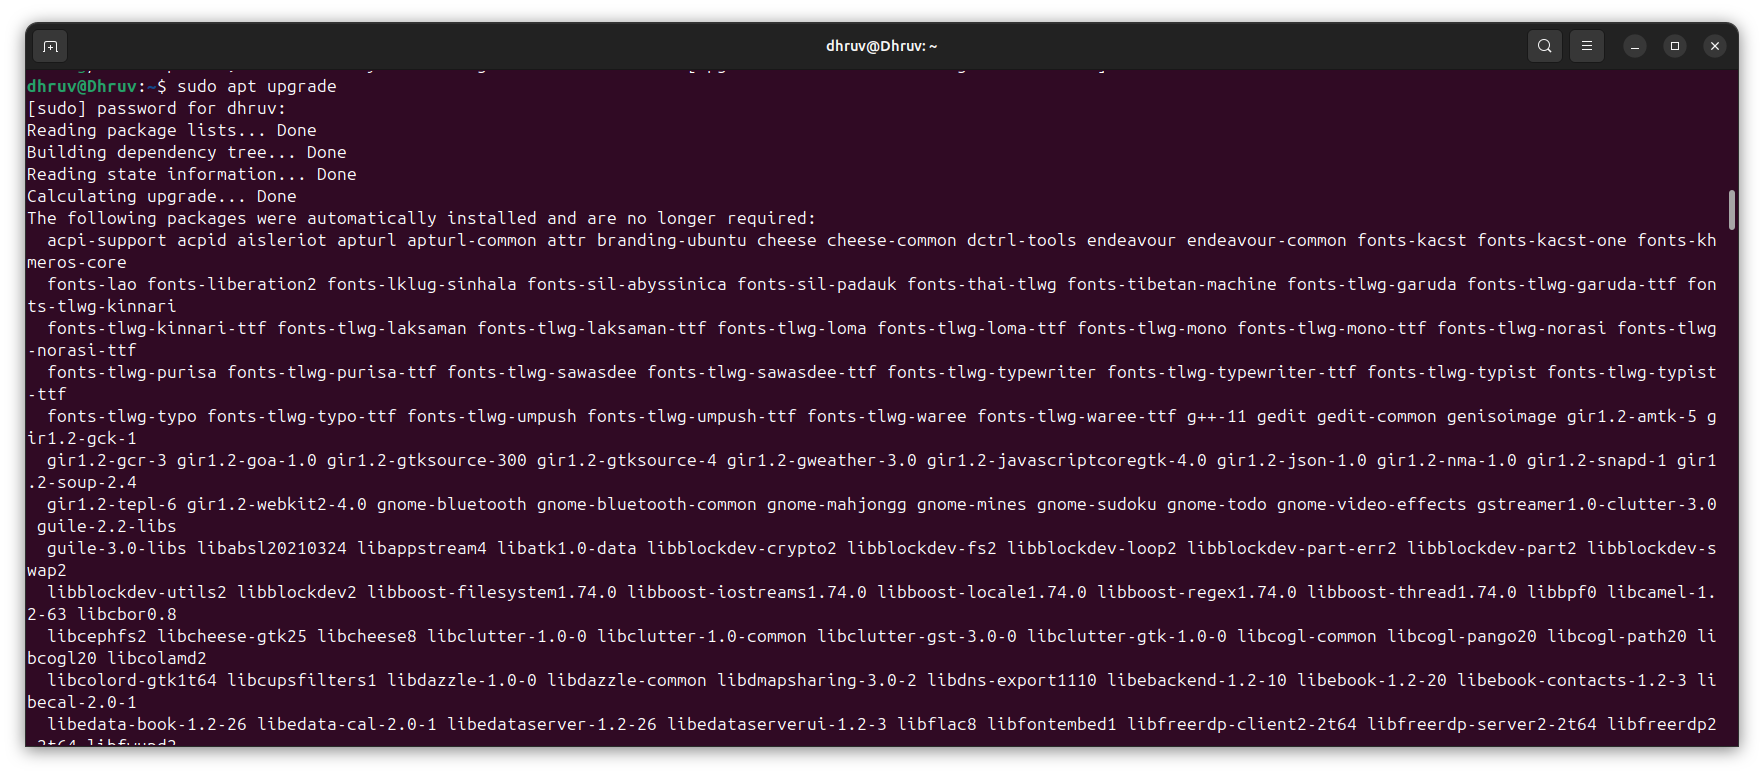 dhruv@Dhruv: ~
dhruv@Dhruv:~$ sudo apt upgrade
[sudo] password for dhruv:
Reading package lists... Done
Building dependency tree... Done
Reading state information... Done
Calculating upgrade... Done
The following packages were automatically installed and are no longer required:
  acpi-support acpid aisleriot apturl apturl-common attr branding-ubuntu cheese cheese-common dctrl-tools endeavour endeavour-common fonts-kacst fonts-kacst-one fonts-kh
meros-core
  fonts-lao fonts-liberation2 fonts-lklug-sinhala fonts-sil-abyssinica fonts-sil-padauk fonts-thai-tlwg fonts-tibetan-machine fonts-tlwg-garuda fonts-tlwg-garuda-ttf fon
ts-tlwg-kinnari
  fonts-tlwg-kinnari-ttf fonts-tlwg-laksaman fonts-tlwg-laksaman-ttf fonts-tlwg-loma fonts-tlwg-loma-ttf fonts-tlwg-mono fonts-tlwg-mono-ttf fonts-tlwg-norasi fonts-tlwg
-norasi-ttf
  fonts-tlwg-purisa fonts-tlwg-purisa-ttf fonts-tlwg-sawasdee fonts-tlwg-sawasdee-ttf fonts-tlwg-typewriter fonts-tlwg-typewriter-ttf fonts-tlwg-typist fonts-tlwg-typist
-ttf
  fonts-tlwg-typo fonts-tlwg-typo-ttf fonts-tlwg-umpush fonts-tlwg-umpush-ttf fonts-tlwg-waree fonts-tlwg-waree-ttf g++-11 gedit gedit-common genisoimage gir1.2-amtk-5 g
ir1.2-gck-1
  gir1.2-gcr-3 gir1.2-goa-1.0 gir1.2-gtksource-300 gir1.2-gtksource-4 gir1.2-gweather-3.0 gir1.2-javascriptcoregtk-4.0 gir1.2-json-1.0 gir1.2-nma-1.0 gir1.2-snapd-1 gir1
.2-soup-2.4
  gir1.2-tepl-6 gir1.2-webkit2-4.0 gnome-bluetooth gnome-bluetooth-common gnome-mahjongg gnome-mines gnome-sudoku gnome-todo gnome-video-effects gstreamer1.0-clutter-3.0
 guile-2.2-libs
  guile-3.0-libs libabsl20210324 libappstream4 libatk1.0-data libblockdev-crypto2 libblockdev-fs2 libblockdev-loop2 libblockdev-part-err2 libblockdev-part2 libblockdev-s
wap2
  libblockdev-utils2 libblockdev2 libboost-filesystem1.74.0 libboost-iostreams1.74.0 libboost-locale1.74.0 libboost-regex1.74.0 libboost-thread1.74.0 libbpf0 libcamel-1.
2-63 libcbor0.8
  libcephfs2 libcheese-gtk25 libcheese8 libclutter-1.0-0 libclutter-1.0-common libclutter-gst-3.0-0 libclutter-gtk-1.0-0 libcogl-common libcogl-pango20 libcogl-path20 li
bcogl20 libcolamd2
  libcolord-gtk1t64 libcupsfilters1 libdazzle-1.0-0 libdazzle-common libdmapsharing-3.0-2 libdns-export1110 libebackend-1.2-10 libebook-1.2-20 libebook-contacts-1.2-3 li
becal-2.0-1
  libedata-book-1.2-26 libedata-cal-2.0-1 libedataserver-1.2-26 libedataserverui-1.2-3 libflac8 libfontembed1 libfreerdp-client2-2t64 libfreerdp-server2-2t64 libfreerdp2